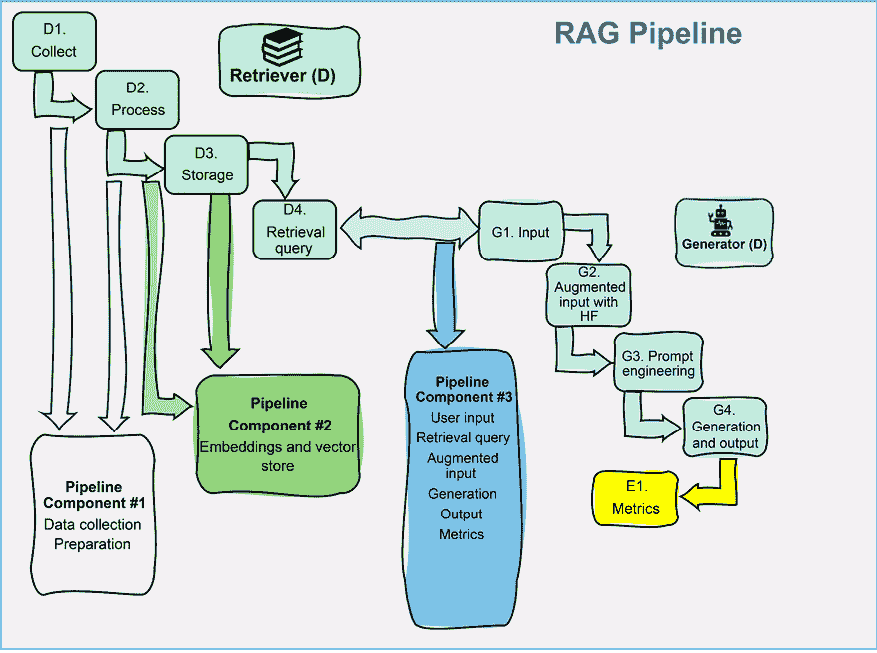 RAG Pipeline
D1.
Collect
D2.
Process
Retriever (D)
D3.
Storage
D4.
Retrieval
query
G1. Input
Generator (D)
G2.
Augmented
input with
HF
G3. Prompt
engineering
G4.
Generation
and output
E1.
Metrics
Pipeline
Component #1
Data collection
Preparation
Pipeline
Component #2
Embeddings and vector
store
Pipeline
Component #3
User input
Retrieval query
Augmented
input
Generation
Output
Metrics